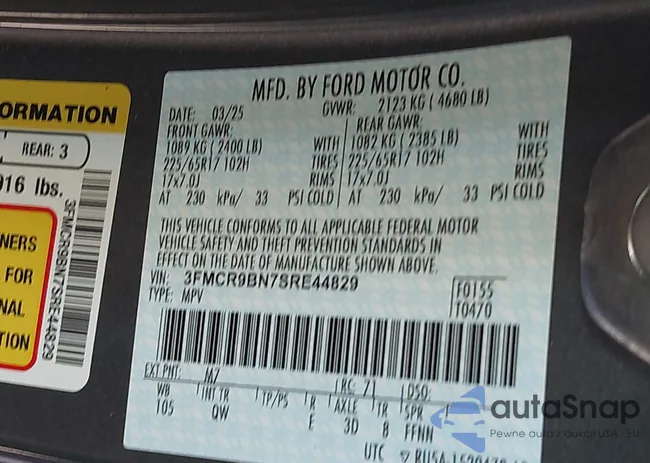 ORMATION
REAR: 3
916 lbs.
NERS
FOR
NAL
TION
3FMCR9BN7SRE44829
MFD. BY FORD MOTOR CO.
DATE: 03/25 GVWR: 2123 KG ( 4680 LB)
FRONT GAWR: REAR GAWR:
1089 KG ( 2400 LB) WITH 1082 KG ( 2385 LB) WITH
225/65R17 102H TIRES 225/65R17 102H TIRES
17x7.0J RIMS 17x7.0J RIMS
AT 230 kPa/ 33 PSI COLD AT 230 kPa/ 33 PSI COLD
THIS VEHICLE CONFORMS TO ALL APPLICABLE FEDERAL MOTOR
VEHICLE SAFETY AND THEFT PREVENTION STANDARDS IN
EFFECT ON THE DATE OF MANUFACTURE SHOWN ABOVE.
VIN: 3FMCR9BN7SRE44829
TYPE: MPV
F0155
T0470
EXT PNT: M7 RC: 71 DSO:
WB INT TR TP/PS R AXLE TR SPR
105 QW E 3D 8 FFNN
UTC
autaSnap
Pewne auta z aukcji USA - EU